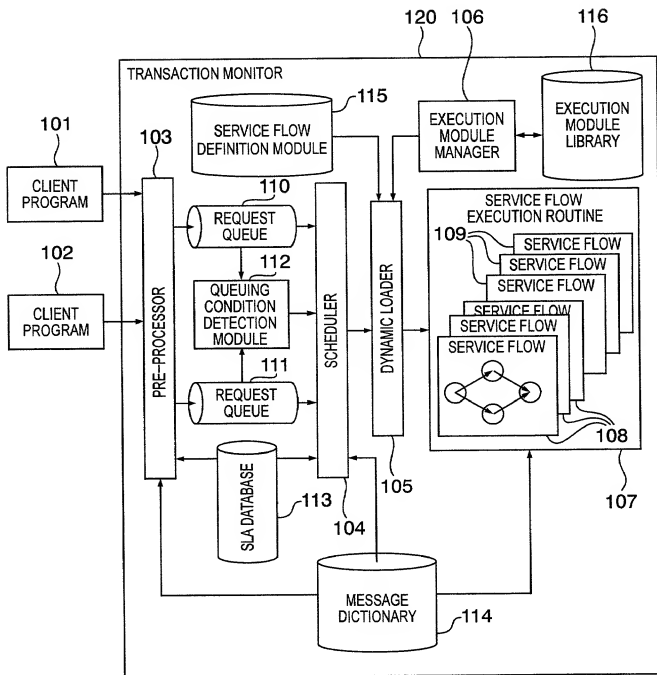 120
106
116
TRANSACTION MONITOR
115
SERVICE FLOW
DEFINITION MODULE
EXECUTION
MODULE
MANAGER
EXECUTION
MODULE
LIBRARY
101
CLIENT
PROGRAM
103
102
CLIENT
PROGRAM
PRE-PROCESSOR
110
REQUEST
QUEUE
112
QUEUING
CONDITION
DETECTION
MODULE
111
REQUEST
QUEUE
SCHEDULER
104
DYNAMIC LOADER
105
SERVICE FLOW
EXECUTION ROUTINE
109
SERVICE FLOW
SERVICE FLOW
SERVICE FLOW
SERVICE FLOW
SERVICE FLOW
SERVICE FLOW
108
107
SLA DATABASE
113
MESSAGE
DICTIONARY
114